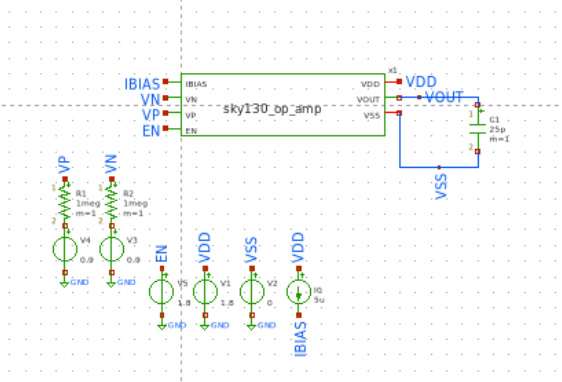 x1
IBIAS IBIAS VDD VDD
VN VN VOUT VOUT
sky130_op_amp
VP VP VSS
EN EN
1 C1
25p
2 m=1
VSS
VP VN
1 R1 1 R2
1meg 1meg
m=1 m=1
2 2
V4 V3
0.9 0.9
GND GND
EN VDD VSS VDD
V5 V1 V2 I0
1.8 1.8 0 5u
GND GND GND
IBIAS